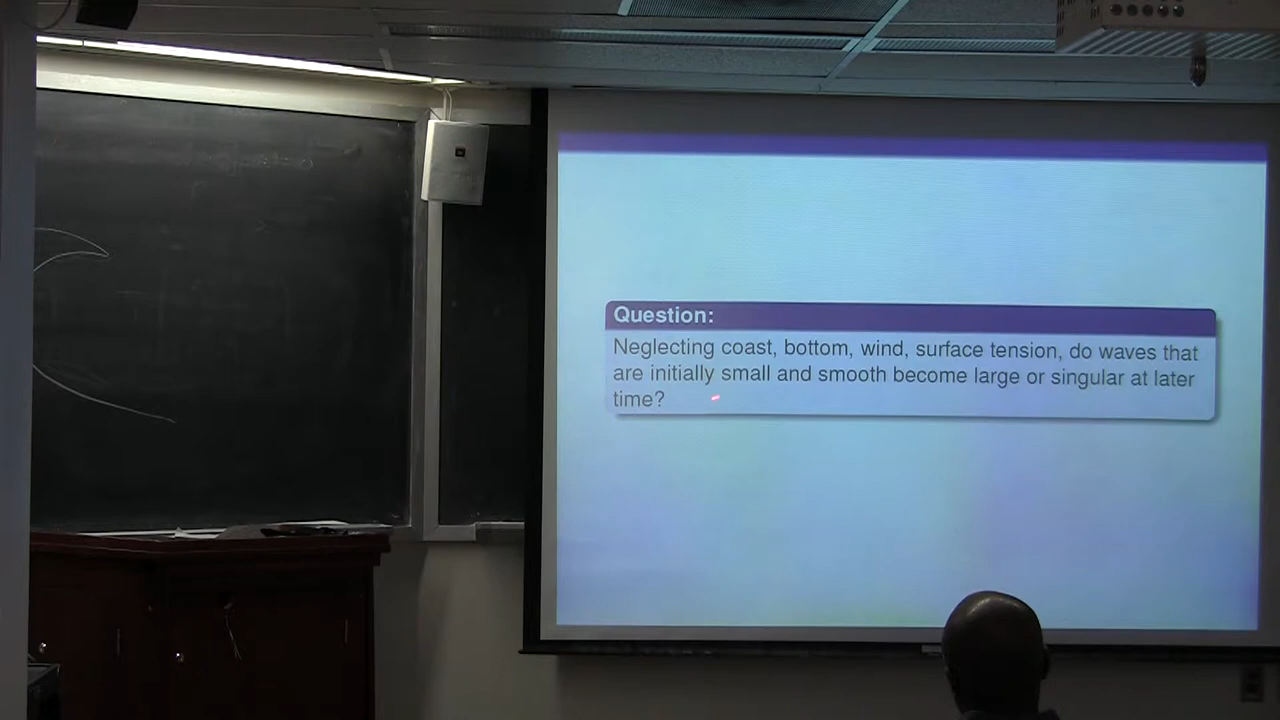 Question:
Neglecting coast, bottom, wind, surface tension, do waves that
are initially small and smooth become large or singular at later
time?